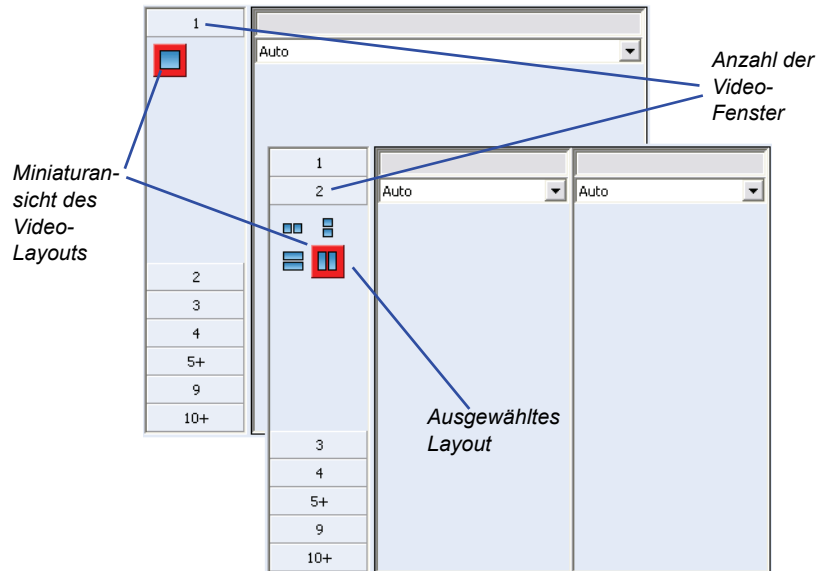 1
Auto
Anzahl der
Video-
Fenster
Miniaturan-
sicht des
Video-
Layouts
2
3
4
5+
9
10+
1
2
Auto
Auto
Ausgewähltes
Layout
3
4
5+
9
10+